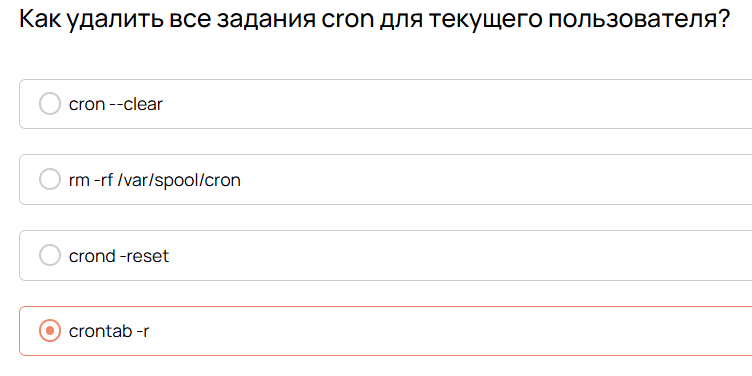 Как удалить все задания cron для текущего пользователя?
cron --clear
rm -rf /var/spool/cron
crond -reset
crontab -r